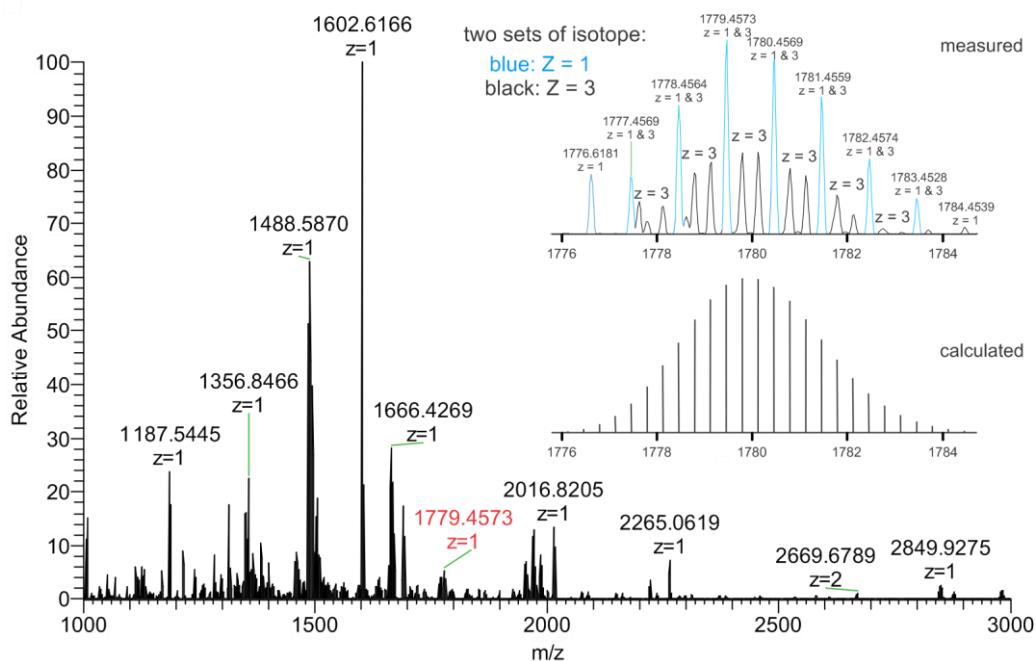 1602.6166
z=1
two sets of isotope:
blue: Z = 1
black: Z = 3
measured
1779.4573
z = 1 & 3
1780.4569
z = 1 & 3
1778.4564
z = 1 & 3
1781.4559
z = 1 & 3
1777.4569
z = 1 & 3
1776.6181
z = 1
1782.4574
z = 1 & 3
1783.4528
z = 1 & 3
1784.4539
z = 1
z = 3
z = 3
z = 3
z = 3
z = 3
z = 3
1776
1778
1780
1782
1784
calculated
1776
1778
1780
1782
1784
1488.5870
z=1
1356.8466
z=1
1187.5445
z=1
1666.4269
z=1
1779.4573
z=1
2016.8205
z=1
2265.0619
z=1
2669.6789
z=2
2849.9275
z=1
Relative Abundance
100
90
80
70
60
50
40
30
20
10
0
1000
1500
2000
2500
3000
m/z